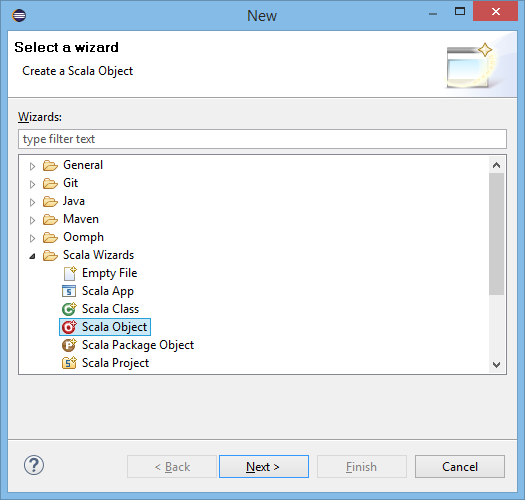 New
Select a wizard
Create a Scala Object
Wizards:
type filter text
General
Git
Java
Maven
Oomph
Scala Wizards
Empty File
Scala App
Scala Class
Scala Object
Scala Package Object
Scala Project
< Back Next > Finish Cancel